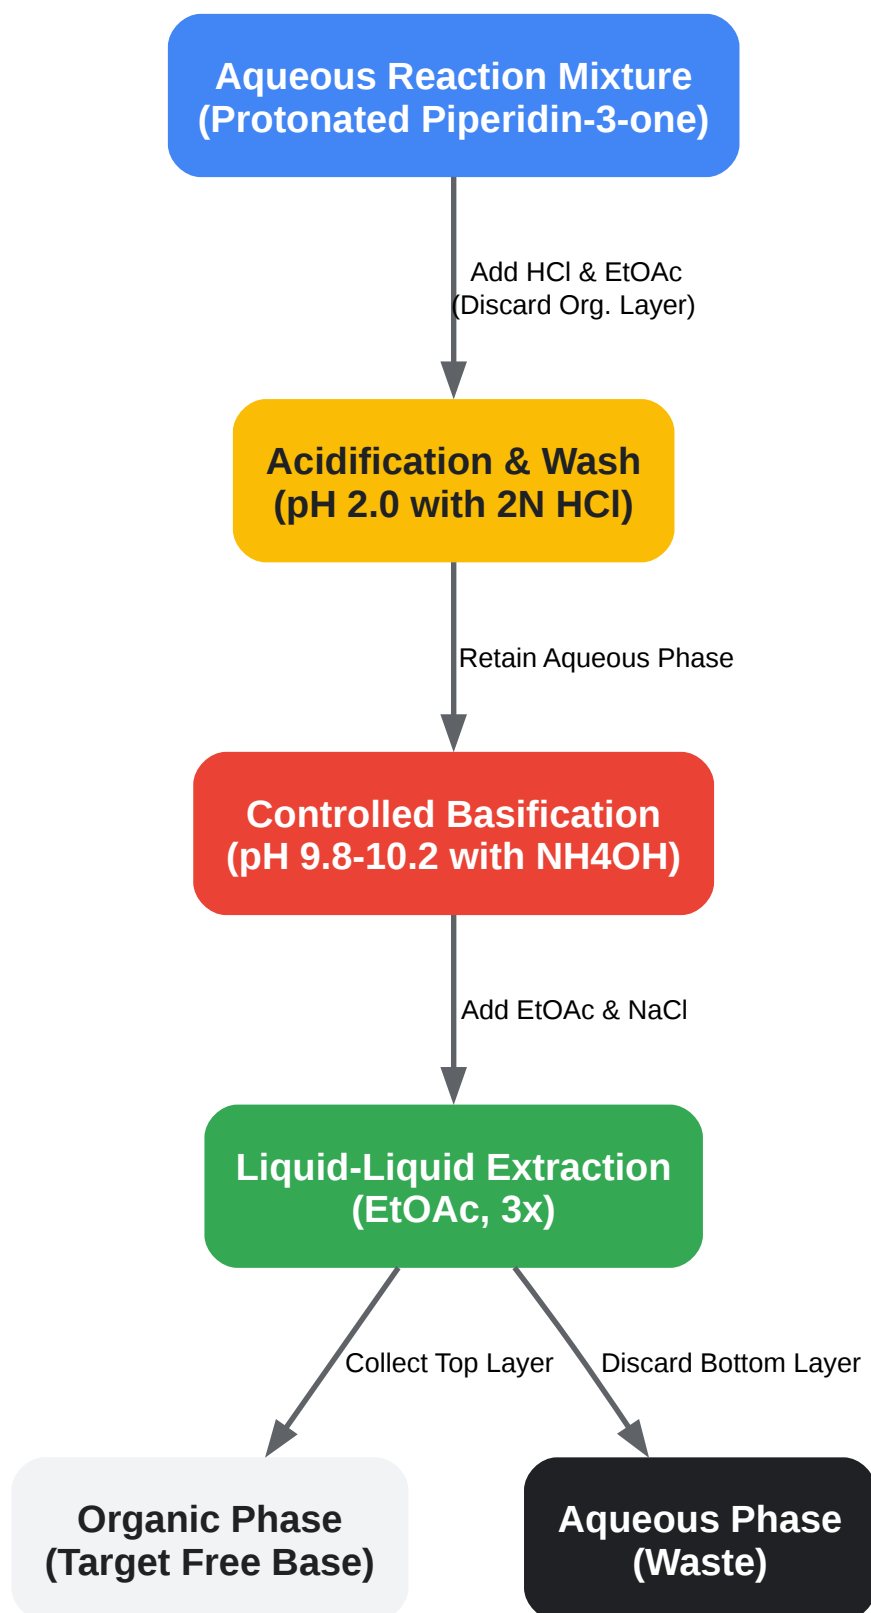 Aqueous Reaction Mixture
(Protonated Piperidin-3-one)
Add HCl & EtOAc
(Discard Org. Layer)
Acidification & Wash
(pH 2.0 with 2N HCl)
Retain Aqueous Phase
Controlled Basification
(pH 9.8-10.2 with NH4OH)
Add EtOAc & NaCl
Liquid-Liquid Extraction
(EtOAc, 3x)
Collect Top Layer
Discard Bottom Layer
Organic Phase
(Target Free Base)
Aqueous Phase
(Waste)